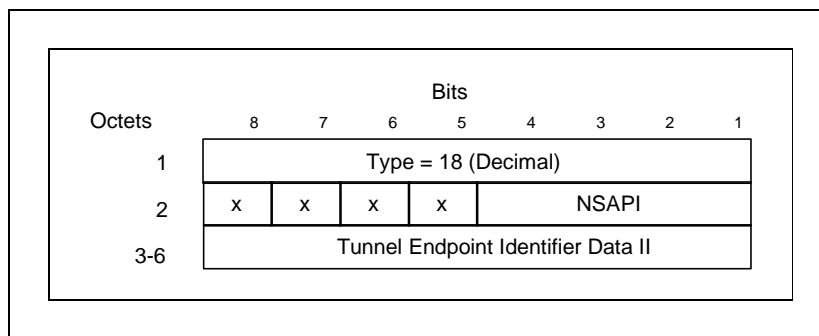 Bits
Octets 8 7 6 5 4 3 2 1
1 Type = 18 (Decimal)
2 x x x x NSAPI
3-6 Tunnel Endpoint Identifier Data II